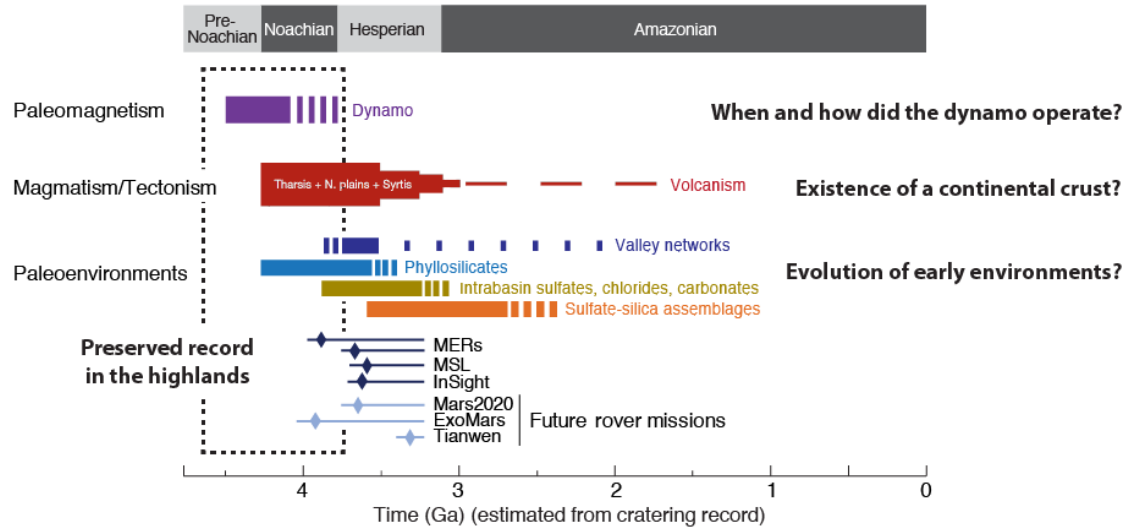 Pre-
Noachian
Noachian
Hesperian
Amazonian
Paleomagnetism
Dynamo
When and how did the dynamo operate?
Magmatism/Tectonism
Tharsis + N. plains + Syrtis
Volcanism
Existence of a continental crust?
Valley networks
Paleoenvironments
Phyllosilicates
Evolution of early environments?
Intrabasin sulfates, chlorides, carbonates
Sulfate-silica assemblages
Preserved record
in the highlands
MERs
MSL
InSight
Mars2020
ExoMars
Tianwen
Future rover missions
4
3
2
1
0
Time (Ga) (estimated from cratering record)